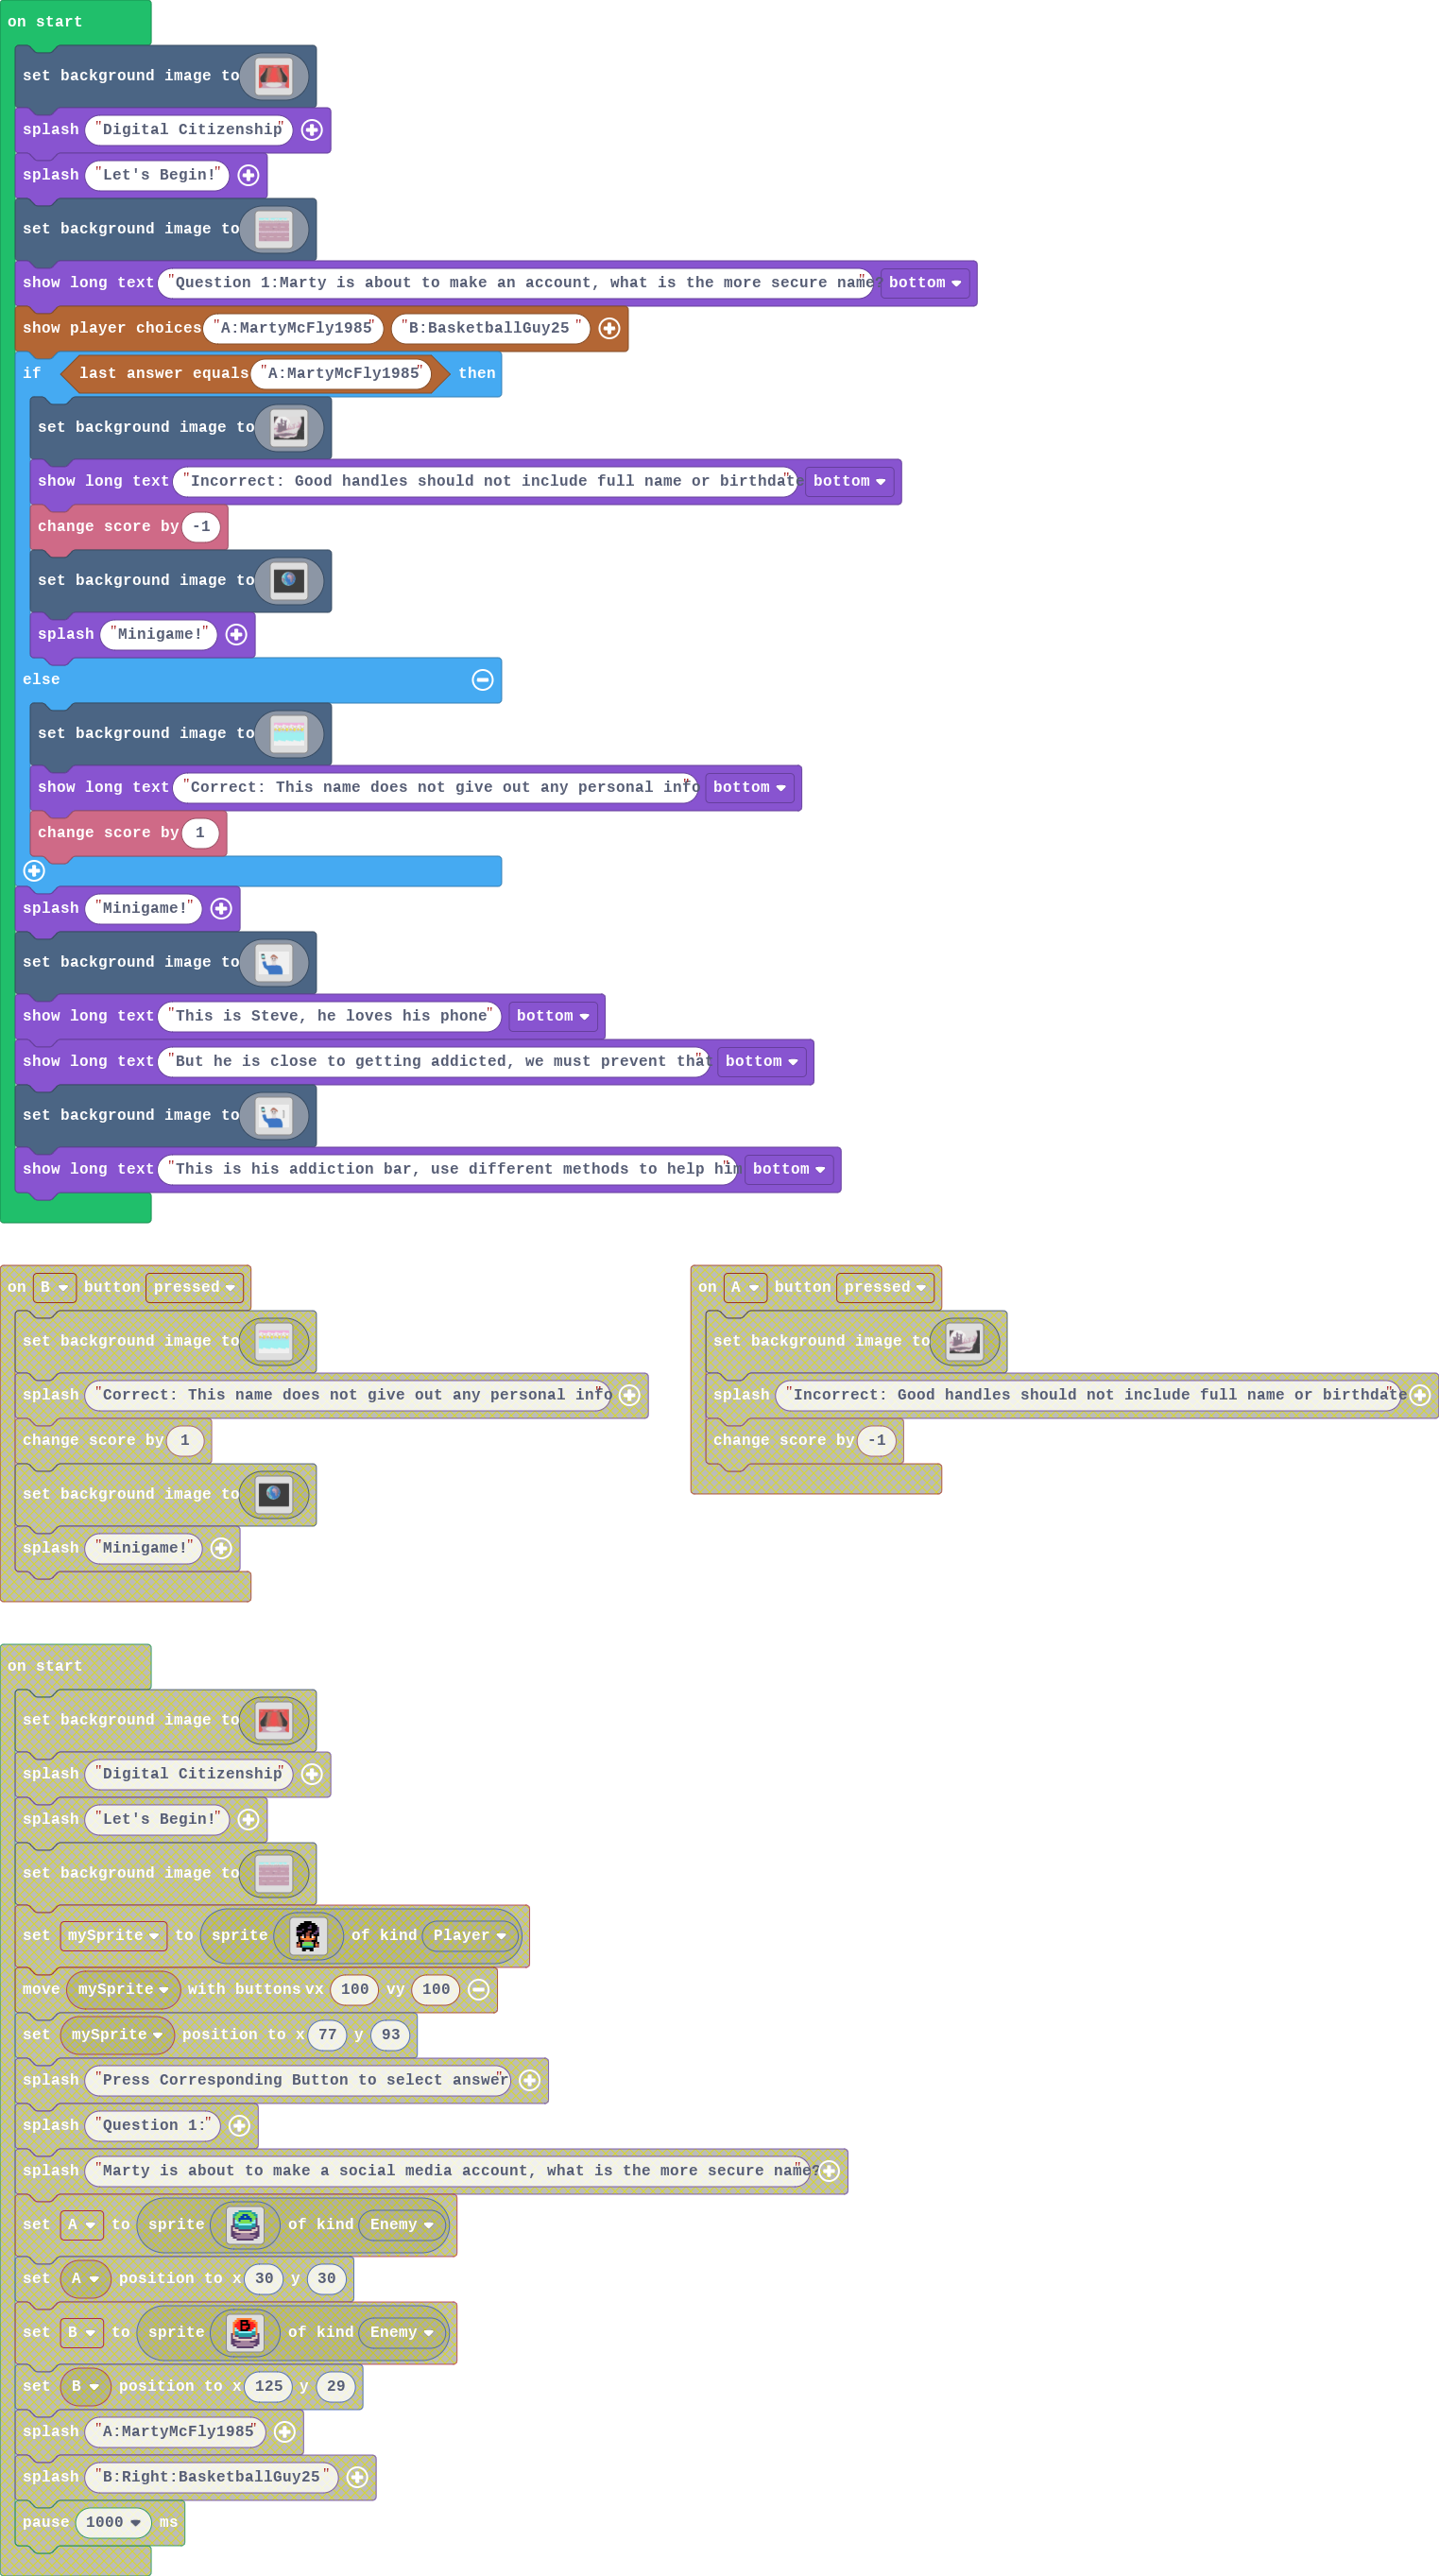 on start
set background image to
splash "Digital Citizenship"
splash "Let's Begin!"
set background image to
show long text "Question 1:Marty is about to make an account, what is the more secure name?" bottom
show player choices "A:MartyMcFly1985" "B:BasketballGuy25 "
if last answer equals "A:MartyMcFly1985" then
set background image to
show long text "Incorrect: Good handles should not include full name or birthdate" bottom
change score by -1
set background image to
splash "Minigame!"
else
set background image to
show long text "Correct: This name does not give out any personal info" bottom
change score by 1
splash "Minigame!"
set background image to
show long text "This is Steve, he loves his phone" bottom
show long text "But he is close to getting addicted, we must prevent that" bottom
set background image to
show long text "This is his addiction bar, use different methods to help him" bottom
on B button pressed
set background image to
splash "Correct: This name does not give out any personal info"
change score by 1
set background image to
splash "Minigame!"
on A button pressed
set background image to
splash "Incorrect: Good handles should not include full name or birthdate"
change score by -1
on start
set background image to
splash "Digital Citizenship"
splash "Let's Begin!"
set background image to
set mySprite to sprite of kind Player
move mySprite with buttons vx 100 vy 100
set mySprite position to x 77 y 93
splash "Press Corresponding Button to select answer"
splash "Question 1:"
splash "Marty is about to make a social media account, what is the more secure name?"
set A to sprite A of kind Enemy
set A position to x 30 y 30
set B to sprite B of kind Enemy
set B position to x 125 y 29
splash "A:MartyMcFly1985"
splash "B:Right:BasketballGuy25 "
pause 1000 ms